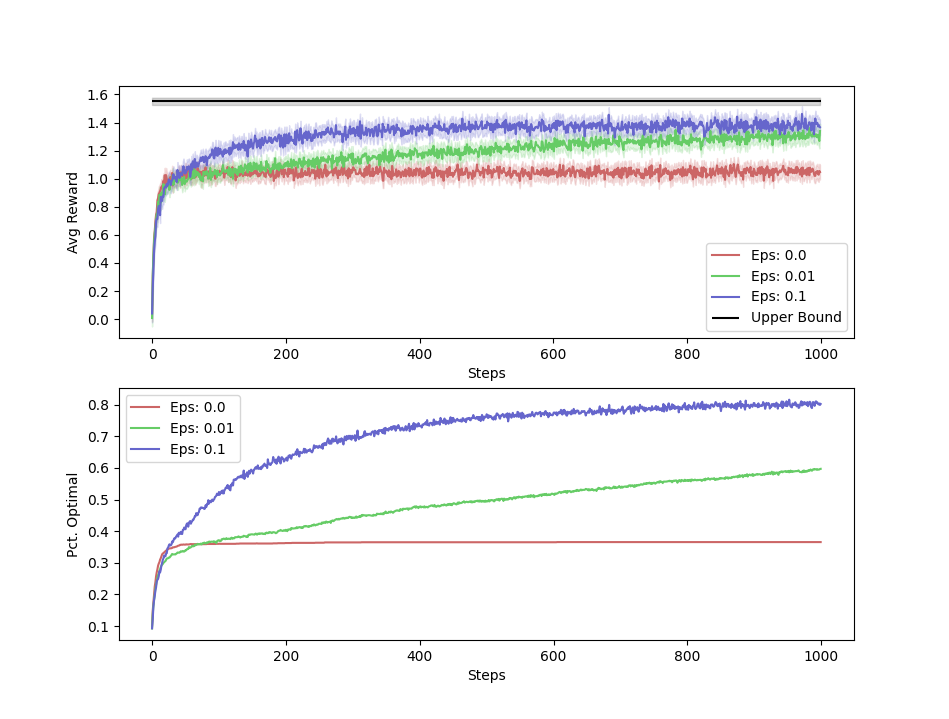 1.6
1.4
1.2
1.0
0.8
0.6
0.4
0.2
0.0
Avg Reward
Eps: 0.0
Eps: 0.01
Eps: 0.1
Upper Bound
0 200 400 600 800 1000
Steps
0.8
0.7
0.6
0.5
0.4
0.3
0.2
0.1
Pct. Optimal
Eps: 0.0
Eps: 0.01
Eps: 0.1
0 200 400 600 800 1000
Steps